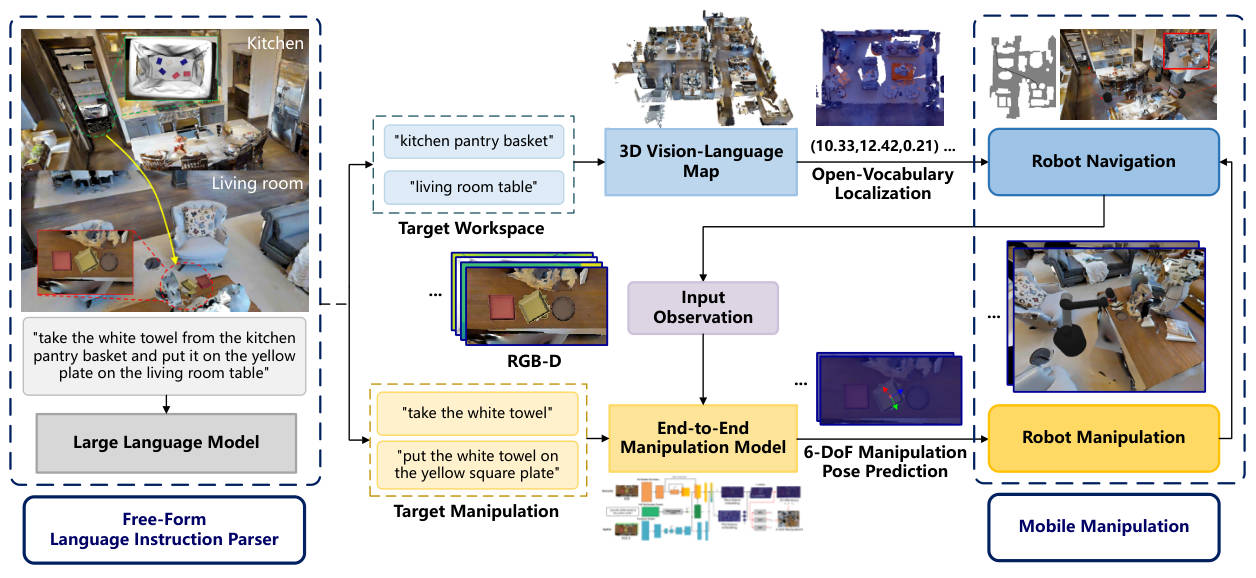 Kitchen
Living room
"take the white towel from the kitchen
pantry basket and put it on the yellow
plate on the living room table"
Large Language Model
Free-Form
Language Instruction Parser
"kitchen pantry basket"
"living room table"
Target Workspace
3D Vision-Language
Map
(10.33,12.42,0.21) ...
Open-Vocabulary
Localization
Robot Navigation
...
RGB-D
Input
Observation
"take the white towel"
"put the white towel on
the yellow square plate"
Target Manipulation
End-to-End
Manipulation Model
...
6-DoF Manipulation
Pose Prediction
...
Robot Manipulation
Mobile Manipulation